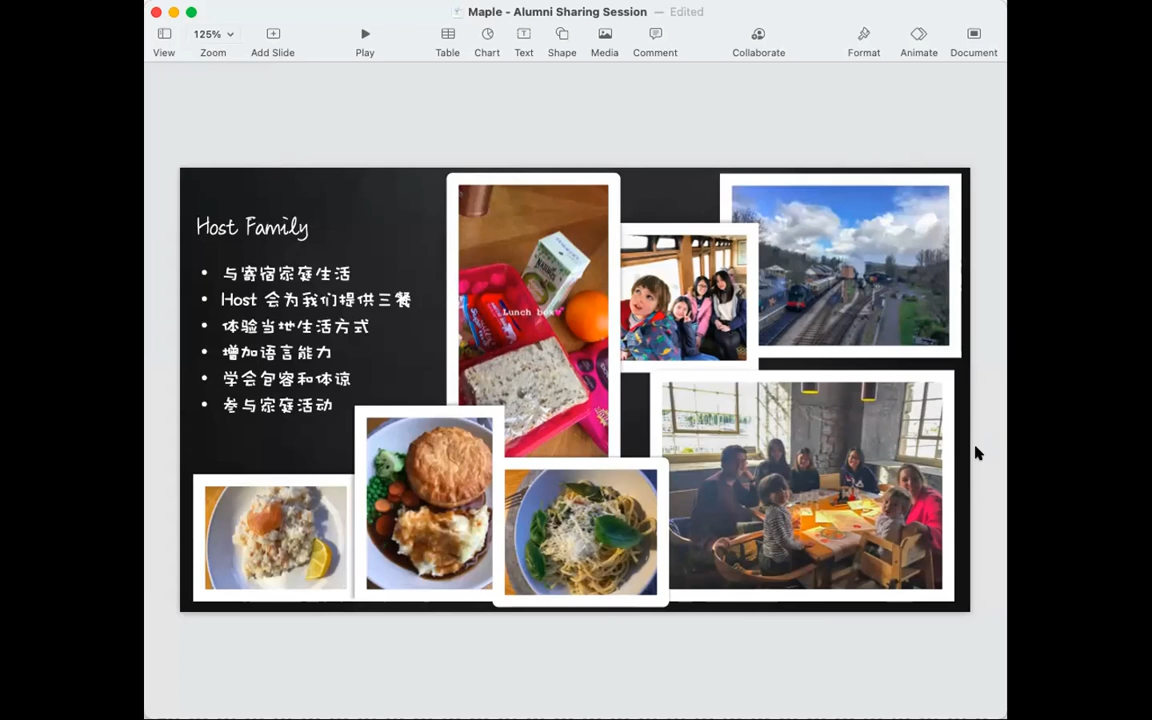 Maple - Alumni Sharing Session — Edited
125%
View
Zoom
Add Slide
Play
Table
Chart
Text
Shape
Media
Comment
Collaborate
Format
Animate
Document
Host Family
• 与寄宿家庭生活
• Host 会为我们提供三餐
• 体验当地生活方式
• 增加语言能力
• 学会包容和体谅
• 参与家庭活动
Lunch box